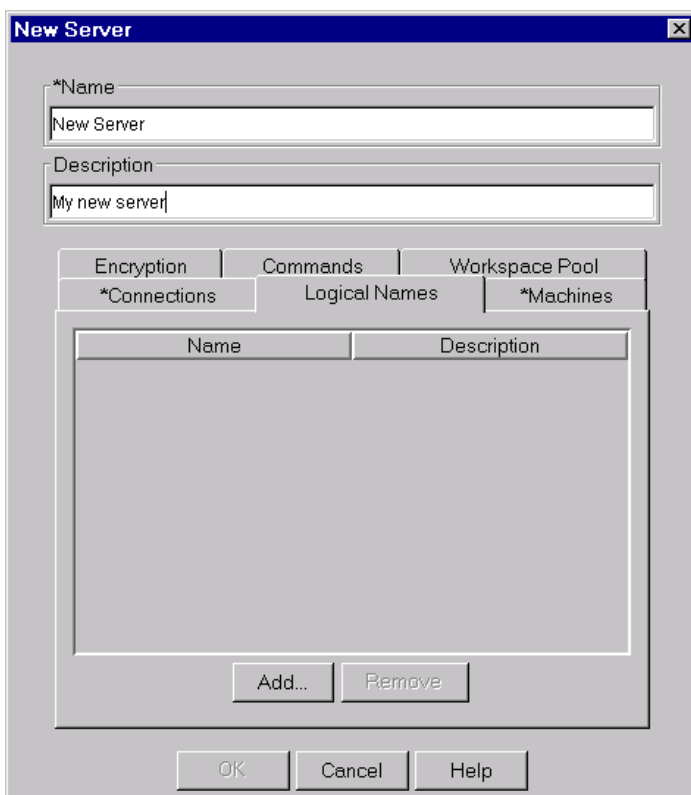 New Server
*Name
New Server
Description
My new server
Encryption Commands Workspace Pool
*Connections Logical Names *Machines
Name Description
Add... Remove
OK Cancel Help